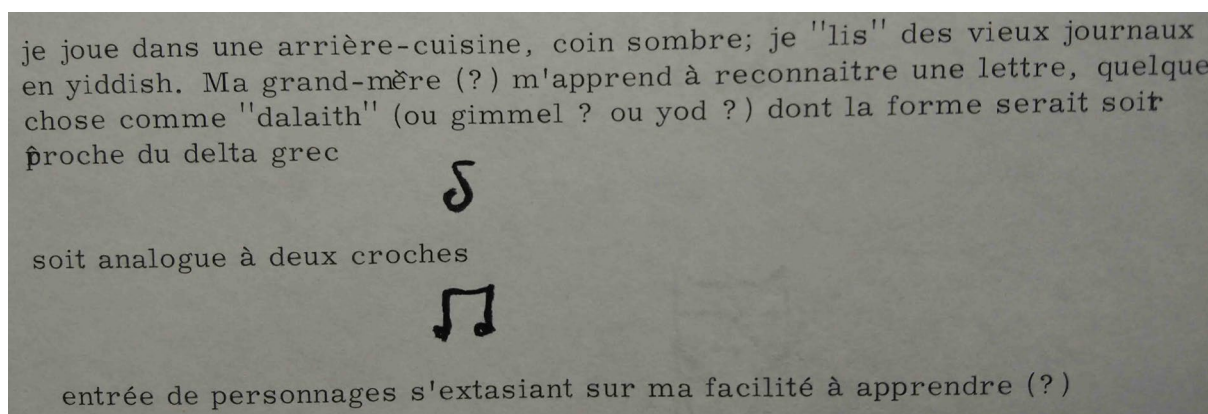 je joue dans une arrière-cuisine, coin sombre; je "lis" des vieux journaux
en yiddish. Ma grand-mère (?) m'apprend à reconnaitre une lettre, quelque
chose comme "dalaith" (ou gimmel ? ou yod ?) dont la forme serait soit
proche du delta grec
δ
soit analogue à deux croches
♫
entrée de personnages s'extasiant sur ma facilité à apprendre (?)